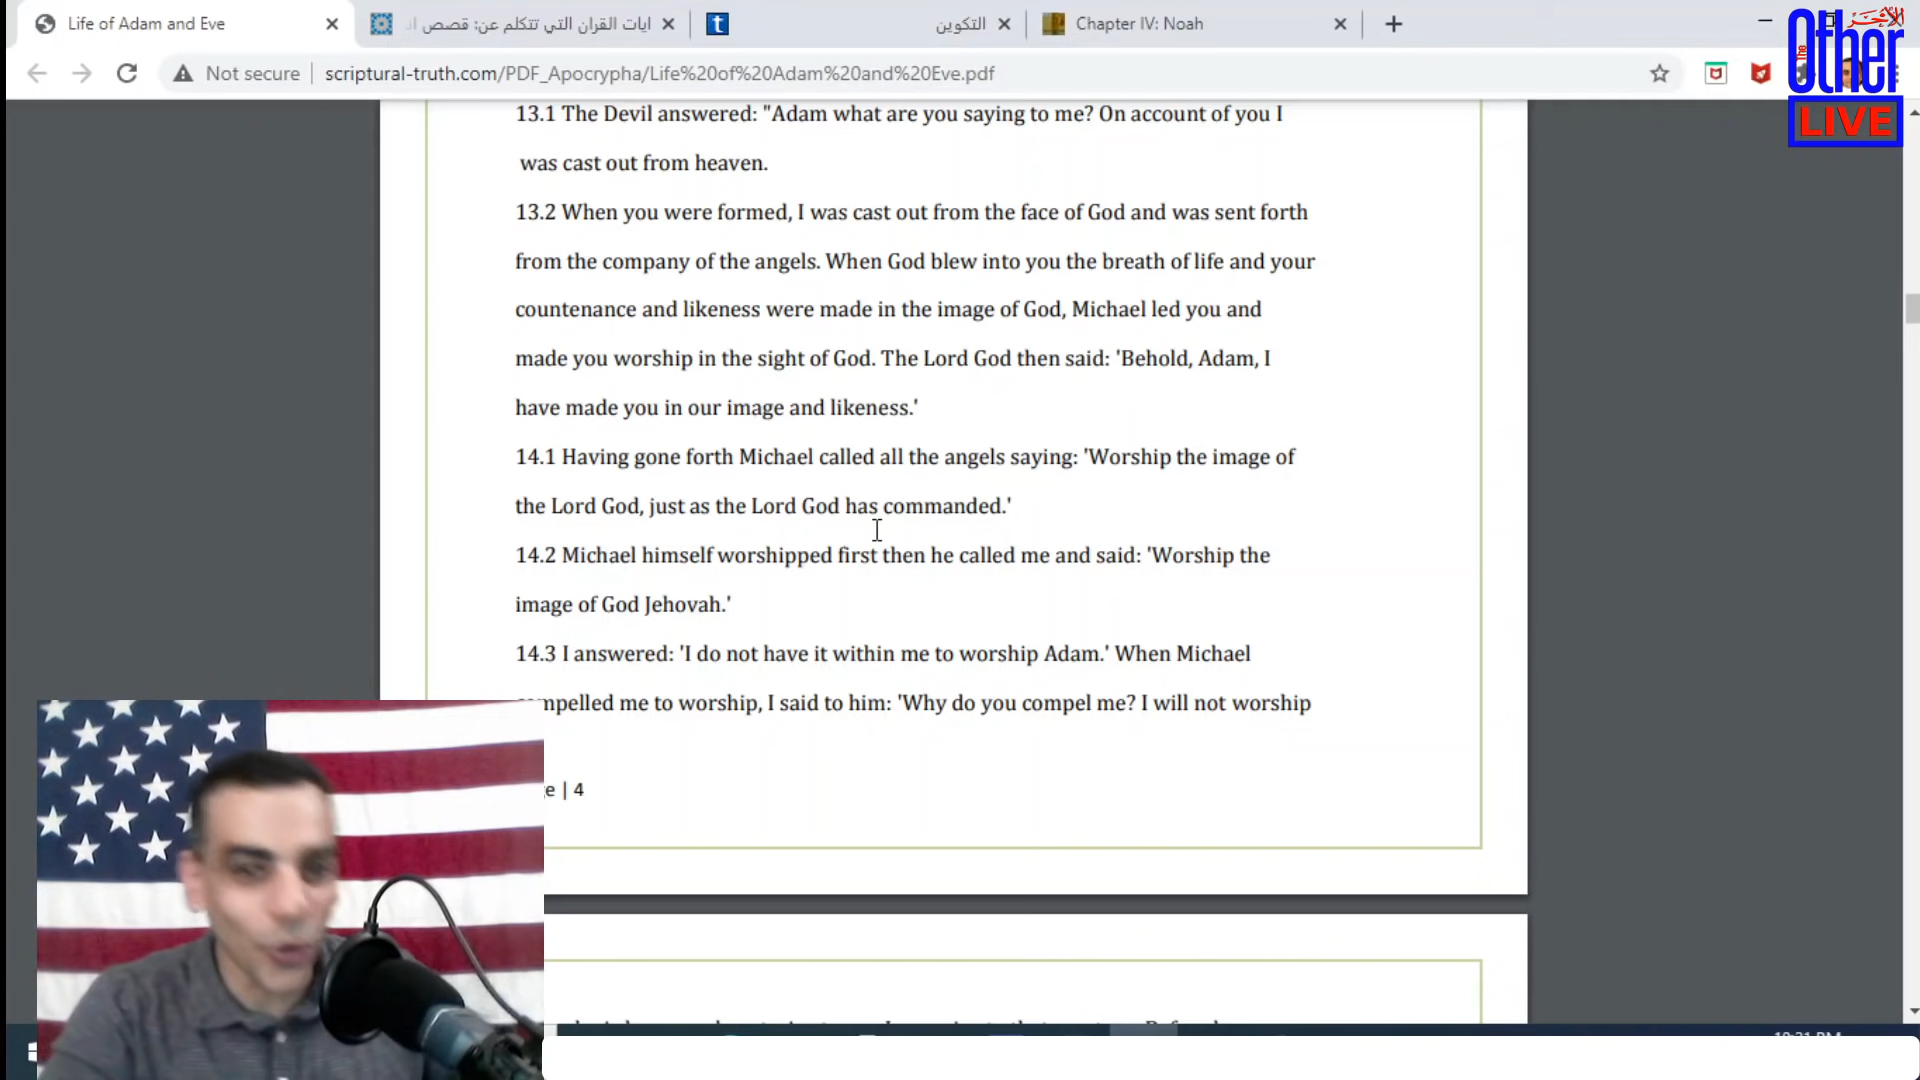 Life of Adam and Eve
ايات القران التي تتكلم عن: قصص
t
التكوين
Chapter IV: Noah
Not secure
scriptural-truth.com/PDF_Apocrypha/Life%20of%20Adam%20and%20Eve.pdf
الآخر
the
Other
LIVE
13.1 The Devil answered: "Adam what are you saying to me? On account of you I
was cast out from heaven.
13.2 When you were formed, I was cast out from the face of God and was sent forth
from the company of the angels. When God blew into you the breath of life and your
countenance and likeness were made in the image of God, Michael led you and
made you worship in the sight of God. The Lord God then said: 'Behold, Adam, I
have made you in our image and likeness.'
14.1 Having gone forth Michael called all the angels saying: 'Worship the image of
the Lord God, just as the Lord God has commanded.'
14.2 Michael himself worshipped first then he called me and said: 'Worship the
image of God Jehovah.'
14.3 I answered: 'I do not have it within me to worship Adam.' When Michael
mpelled me to worship, I said to him: 'Why do you compel me? I will not worship
e | 4